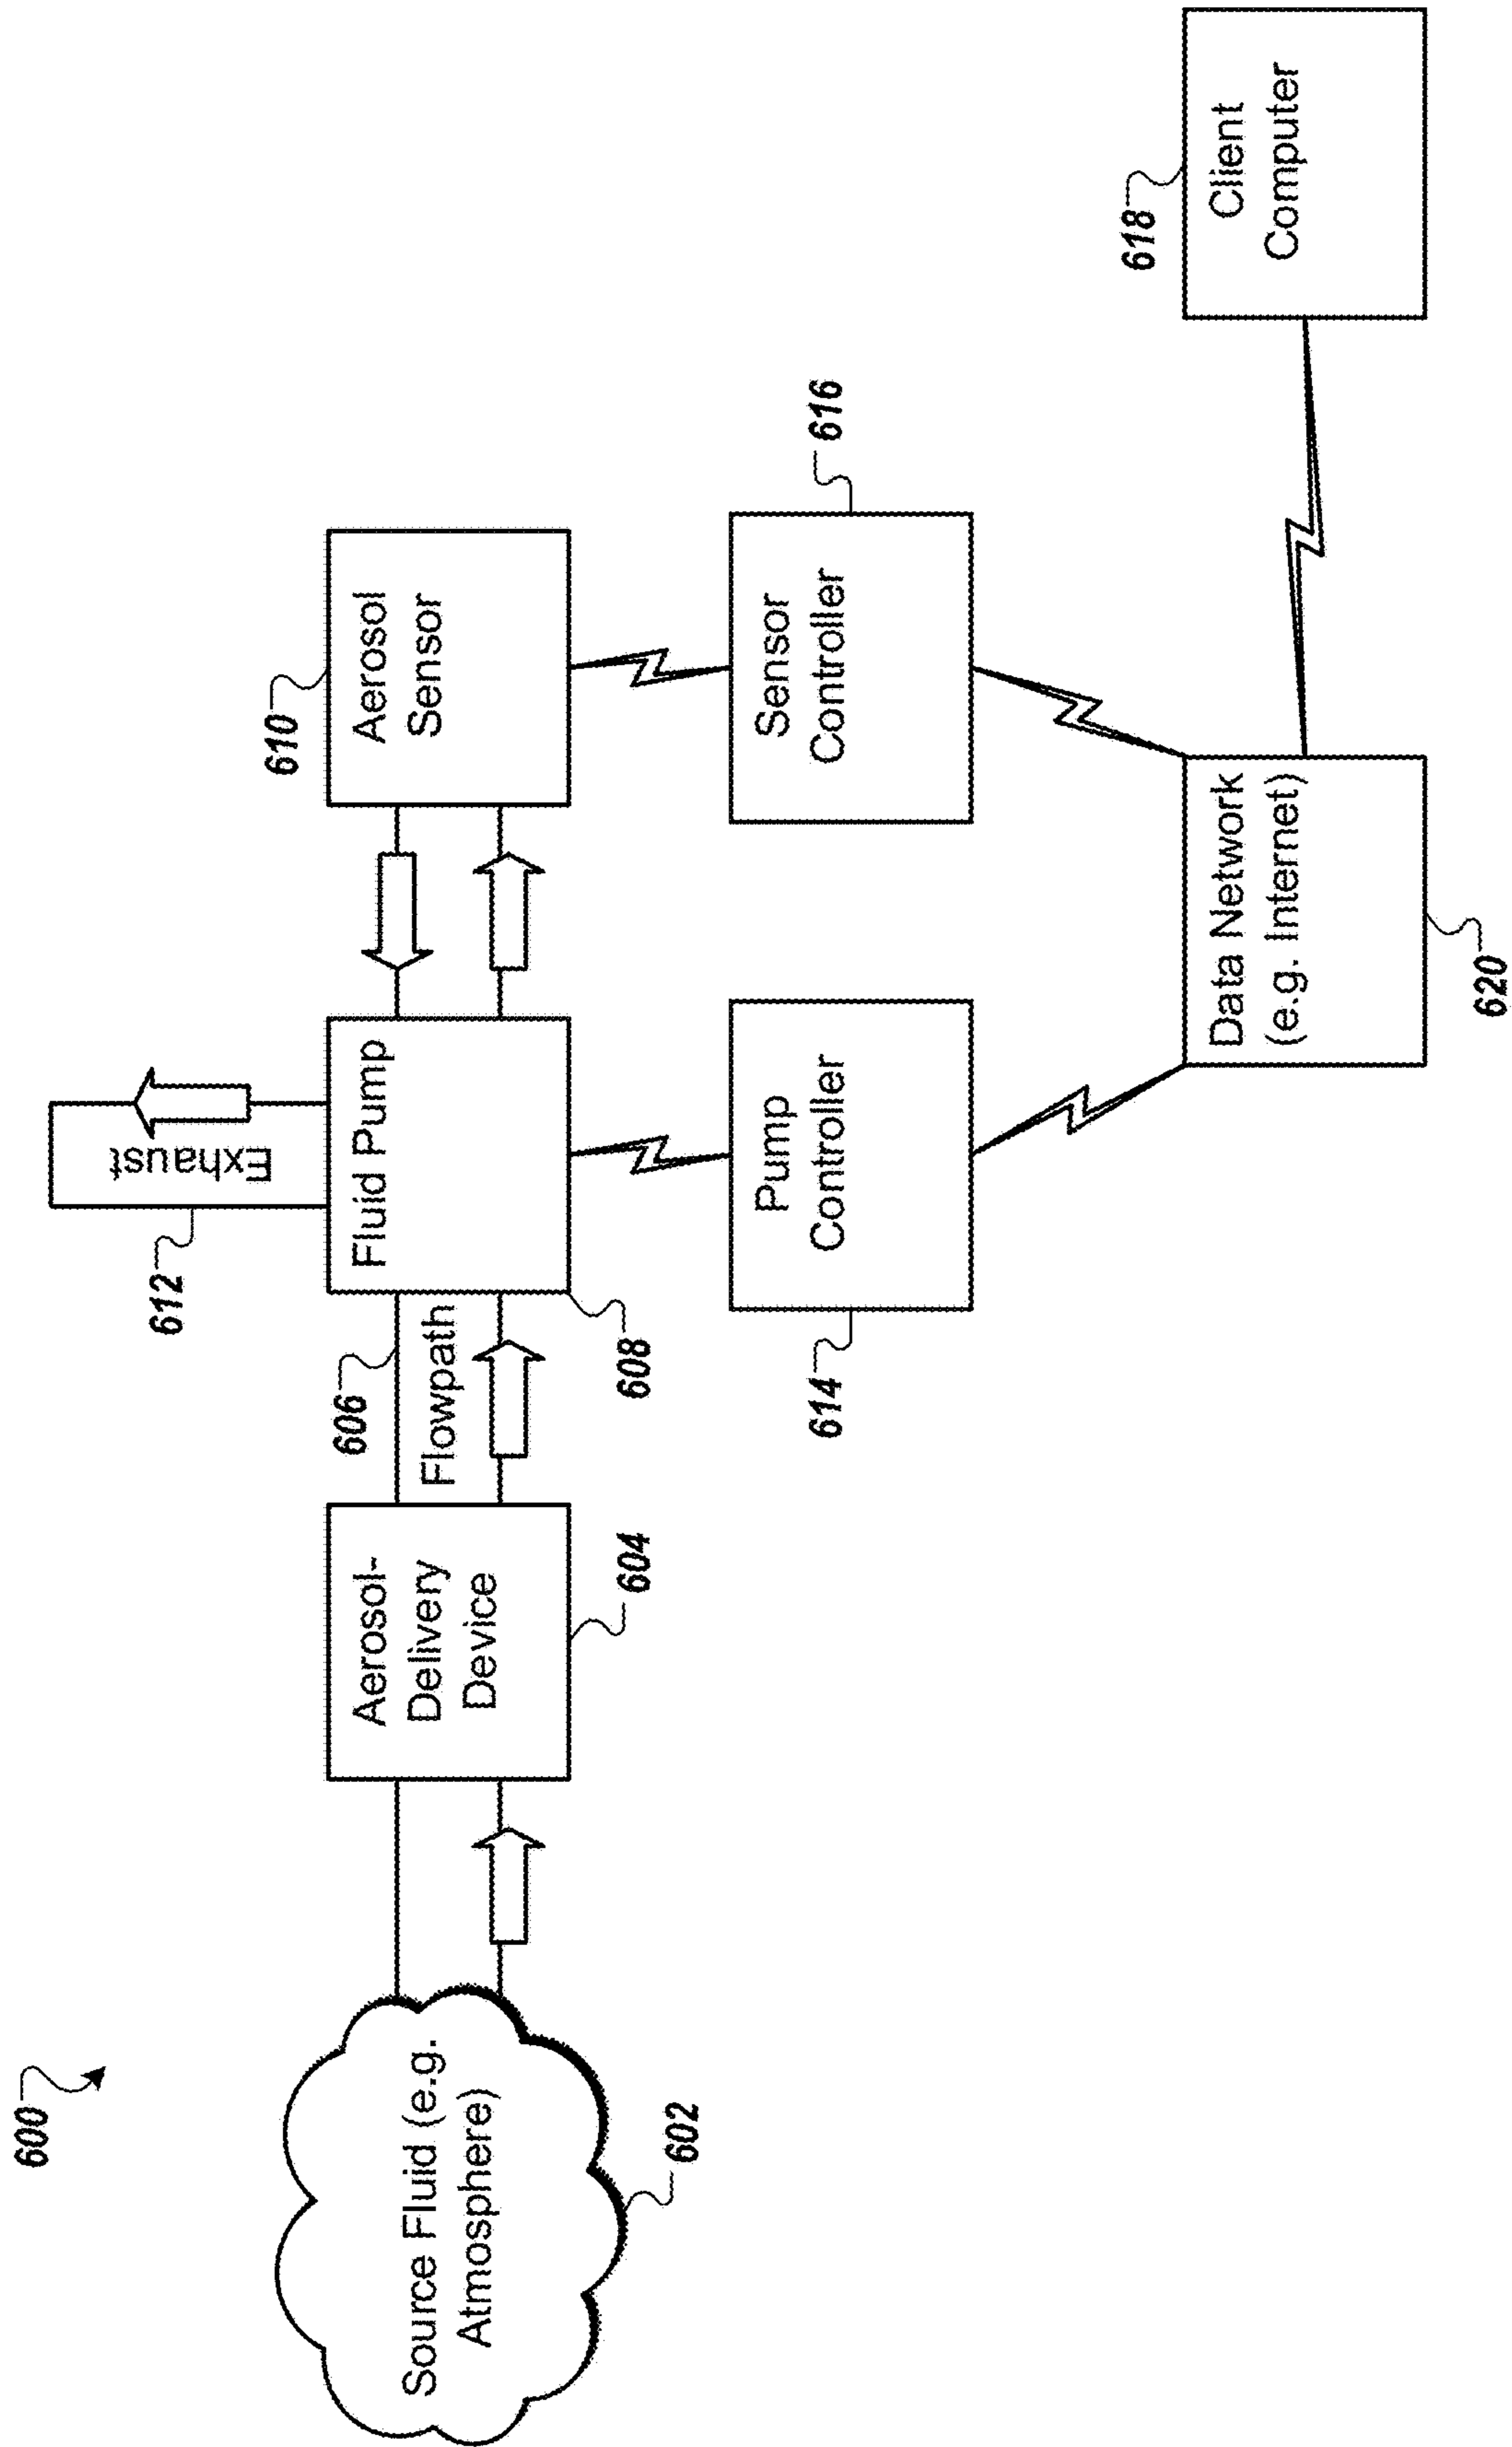 600
Source Fluid (e.g.
Atmosphere)
602
Aerosol-
Delivery
Device
604
606
Flowpath
Fluid Pump
608
Exhaust
612
Aerosol
Sensor
610
Pump
Controller
614
Sensor
Controller
616
Data Network
(e.g. Internet)
620
Client
Computer
618